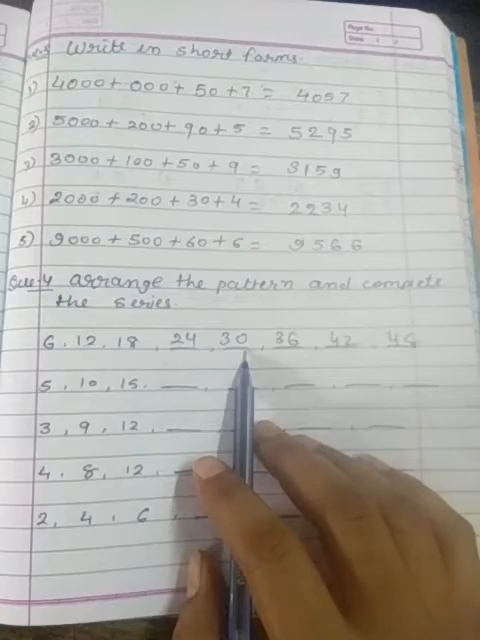 Page No.
Date
Write in short forms.
1) 4000 + 000 + 50 + 7 = 4057
2) 5000 + 200 + 90 + 5 = 5295
3) 3000 + 100 + 50 + 9 = 3159
4) 2000 + 200 + 30 + 4 = 2234
5) 9000 + 500 + 60 + 6 = 9566
Que-4 arrange the pattern and complete
the series.
6, 12, 18, 24, 30, 36, 42, 48
5, 10, 15,
3, 9, 12,
4, 8, 12,
2, 4, 6,